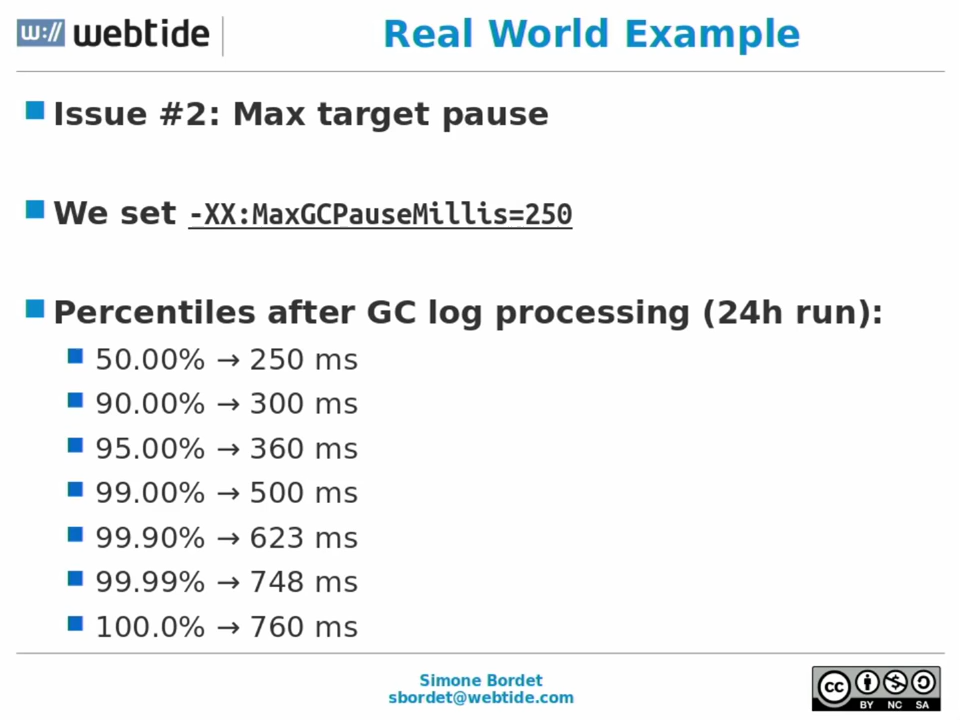 w:// webtide
Real World Example
Issue #2: Max target pause
We set -XX:MaxGCPauseMillis=250
Percentiles after GC log processing (24h run):
50.00% → 250 ms
90.00% → 300 ms
95.00% → 360 ms
99.00% → 500 ms
99.90% → 623 ms
99.99% → 748 ms
100.0% → 760 ms
Simone Bordet
sbordet@webtide.com
cc
BY NC SA